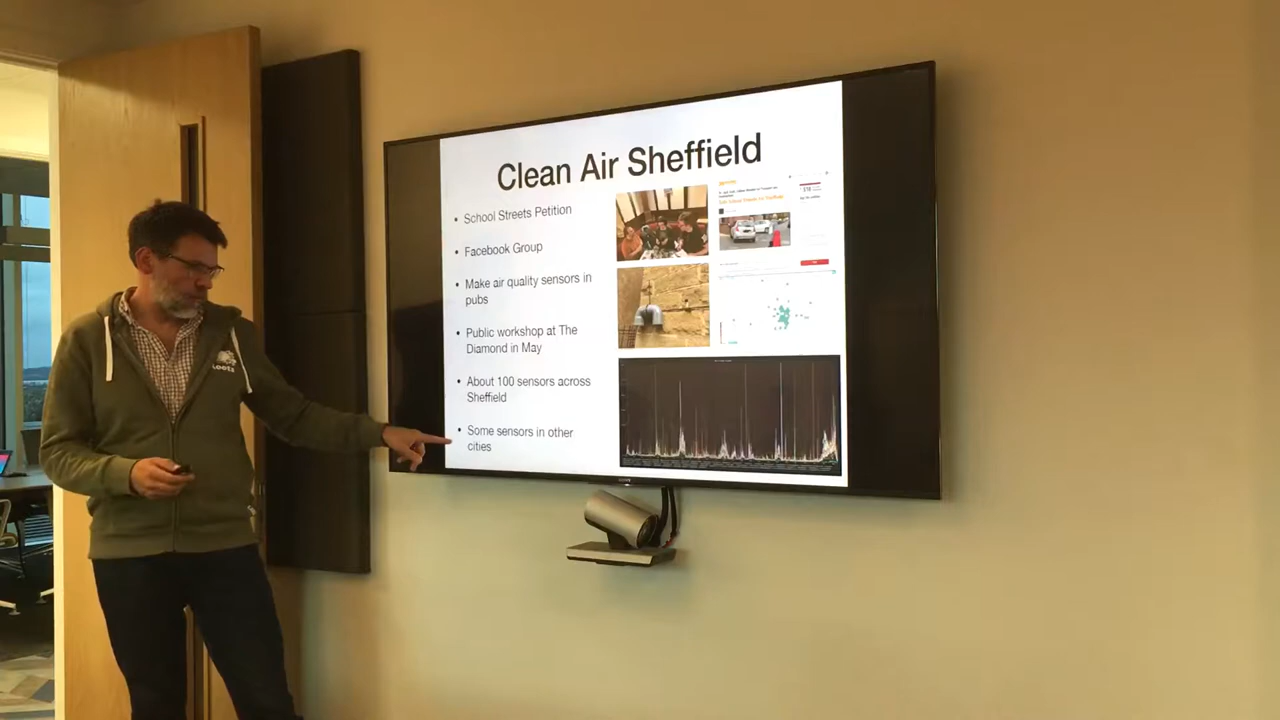 Clean Air Sheffield
• School Streets Petition
• Facebook Group
• Make air quality sensors in
pubs
• Public workshop at The
Diamond in May
• About 100 sensors across
Sheffield
• Some sensors in other
cities
SONY